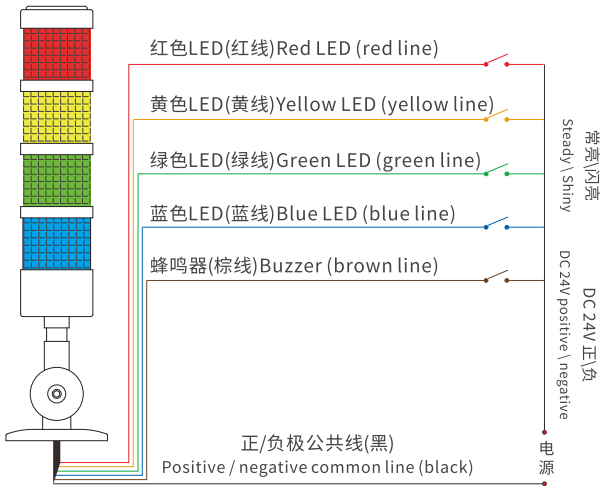 红色LED(红线)Red LED (red line)
黄色LED(黄线)Yellow LED (yellow line)
绿色LED(绿线)Green LED (green line)
蓝色LED(蓝线)Blue LED (blue line)
蜂鸣器(棕线)Buzzer (brown line)
常亮\闪亮
Steady \ Shiny
DC 24V 正\负
DC 24V positive \ negative
正/负极公共线(黑)
Positive / negative common line (black)
电源